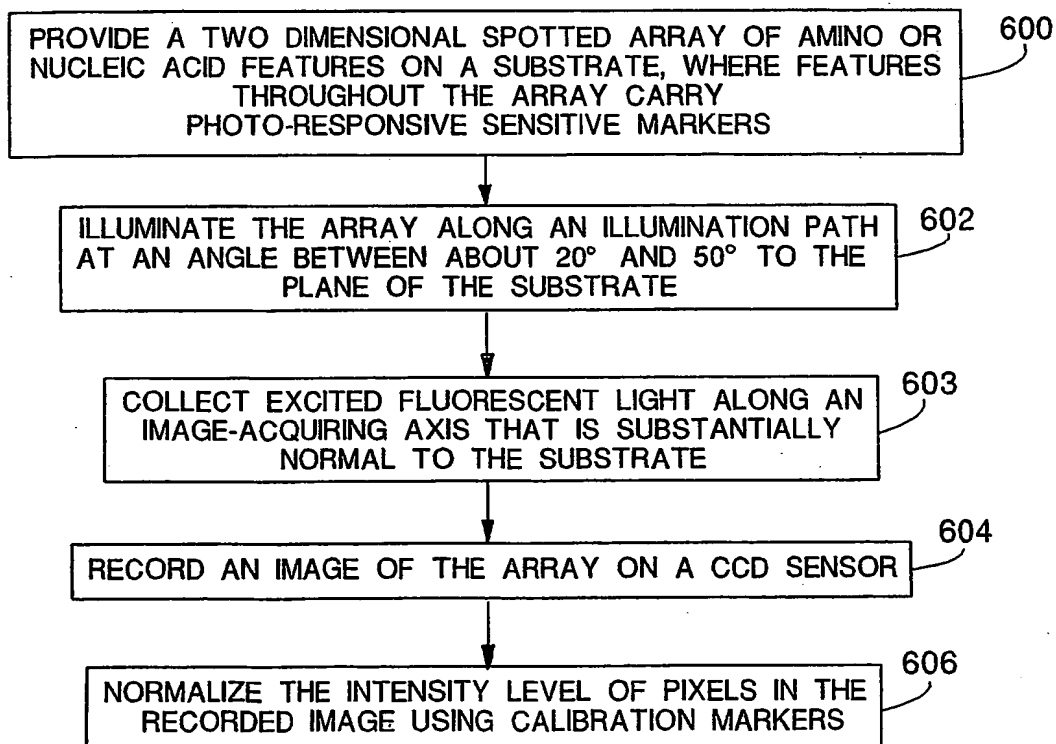 PROVIDE A TWO DIMENSIONAL SPOTTED ARRAY OF AMINO OR
NUCLEIC ACID FEATURES ON A SUBSTRATE, WHERE FEATURES
THROUGHOUT THE ARRAY CARRY
PHOTO-RESPONSIVE SENSITIVE MARKERS
600
ILLUMINATE THE ARRAY ALONG AN ILLUMINATION PATH
AT AN ANGLE BETWEEN ABOUT 20° AND 50° TO THE
PLANE OF THE SUBSTRATE
602
COLLECT EXCITED FLUORESCENT LIGHT ALONG AN
IMAGE-ACQUIRING AXIS THAT IS SUBSTANTIALLY
NORMAL TO THE SUBSTRATE
603
RECORD AN IMAGE OF THE ARRAY ON A CCD SENSOR
604
NORMALIZE THE INTENSITY LEVEL OF PIXELS IN THE
RECORDED IMAGE USING CALIBRATION MARKERS
606